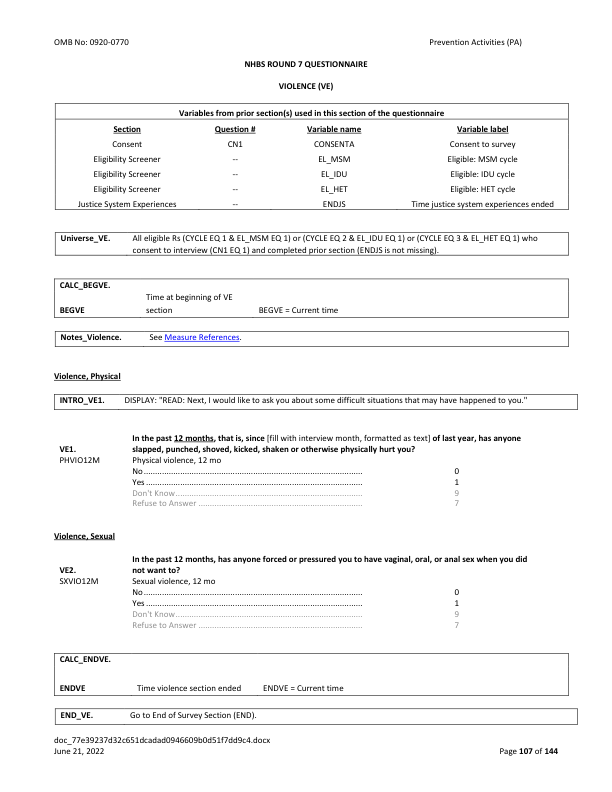 OMB No: 0920-0770 Prevention Activities (PA)
NHBS ROUND 7 QUESTIONNAIRE
VIOLENCE (VE)
Variables from prior section(s) used in this section of the questionnaire
Section Question # Variable name Variable label
Consent CN1 CONSENTA Consent to survey
Eligibility Screener -- EL_MSM Eligible: MSM cycle
Eligibility Screener -- EL_IDU Eligible: IDU cycle
Eligibility Screener -- EL_HET Eligible: HET cycle
Justice System Experiences -- ENDJS Time justice system experiences ended
Universe_VE. All eligible Rs (CYCLE EQ 1 & EL_MSM EQ 1) or (CYCLE EQ 2 & EL_IDU EQ 1) or (CYCLE EQ 3 & EL_HET EQ 1) who
consent to interview (CN1 EQ 1) and completed prior section (ENDJS is not missing).
CALC_BEGVE.
Time at beginning of VE
BEGVE section BEGVE = Current time
Notes_Violence. See Measure References.
Violence, Physical
INTRO_VE1. DISPLAY: "READ: Next, I would like to ask you about some difficult situations that may have happened to you."
In the past 12 months, that is, since [fill with interview month, formatted as text] of last year, has anyone
VE1. slapped, punched, shoved, kicked, shaken or otherwise physically hurt you?
PHVIO12M Physical violence, 12 mo
No.................................................................................... 0
Yes................................................................................... 1
Don't Know........................................................................ 9
Refuse to Answer ............................................................... 7
Violence, Sexual
In the past 12 months, has anyone forced or pressured you to have vaginal, oral, or anal sex when you did
VE2. not want to?
SXVIO12M Sexual violence, 12 mo
No.................................................................................... 0
Yes................................................................................... 1
Don't Know........................................................................ 9
Refuse to Answer ............................................................... 7
CALC_ENDVE.
ENDVE Time violence section ended ENDVE = Current time
END_VE. Go to End of Survey Section (END).
doc_77e39237d32c651dcadad0946609b0d51f7dd9c4.docx
June 21, 2022 Page 107 of 144